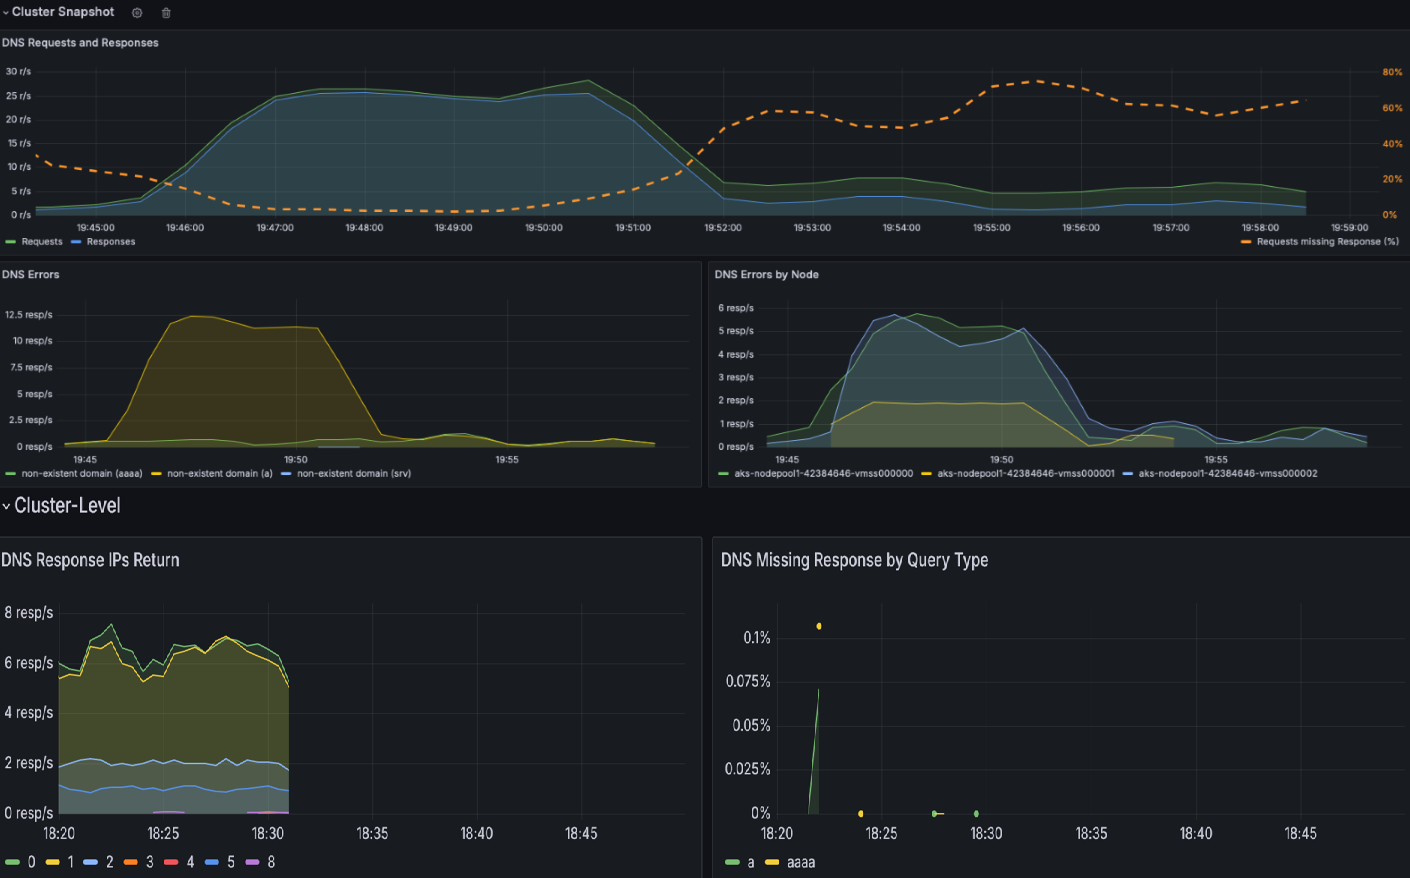 Cluster Snapshot
DNS Requests and Responses
30 r/s
25 r/s
20 r/s
15 r/s
10 r/s
5 r/s
0 r/s
80%
60%
40%
20%
0%
19:45:00 19:46:00 19:47:00 19:48:00 19:49:00 19:50:00 19:51:00 19:52:00 19:53:00 19:54:00 19:55:00 19:56:00 19:57:00 19:58:00 19:59:00
Requests Responses Requests missing Response (%)
DNS Errors
12.5 resp/s
10 resp/s
7.5 resp/s
5 resp/s
2.5 resp/s
0 resp/s
19:45 19:50 19:55
non-existent domain (aaaa) non-existent domain (a) non-existent domain (srv)
DNS Errors by Node
6 resp/s
5 resp/s
4 resp/s
3 resp/s
2 resp/s
1 resp/s
0 resp/s
19:45 19:50 19:55
aks-nodepool1-42384646-vmss000000 aks-nodepool1-42384646-vmss000001 aks-nodepool1-42384646-vmss000002
Cluster-Level
DNS Response IPs Return
8 resp/s
6 resp/s
4 resp/s
2 resp/s
0 resp/s
18:20 18:25 18:30 18:35 18:40 18:45
0 1 2 3 4 5 8
DNS Missing Response by Query Type
0.1%
0.075%
0.05%
0.025%
0%
18:20 18:25 18:30 18:35 18:40 18:45
a aaaa